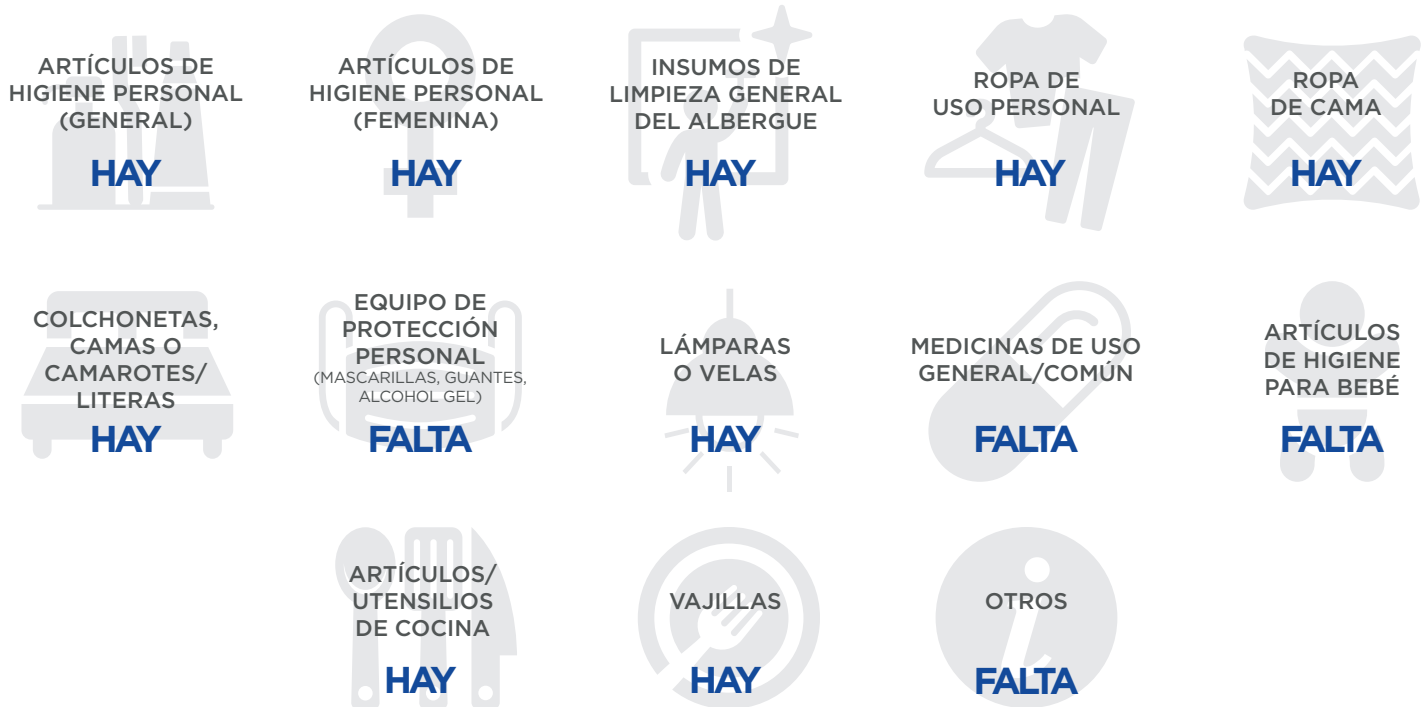 ARTÍCULOS DE
HIGIENE PERSONAL
(GENERAL)
HAY
ARTÍCULOS DE
HIGIENE PERSONAL
(FEMENINA)
HAY
INSUMOS DE
LIMPIEZA GENERAL
DEL ALBERGUE
HAY
ROPA DE
USO PERSONAL
HAY
ROPA
DE CAMA
HAY
COLCHONETAS,
CAMAS O
CAMAROTES/
LITERAS
HAY
EQUIPO DE
PROTECCIÓN
PERSONAL
(MASCARILLAS, GUANTES,
ALCOHOL GEL)
FALTA
LÁMPARAS
O VELAS
HAY
MEDICINAS DE USO
GENERAL/COMÚN
FALTA
ARTÍCULOS
DE HIGIENE
PARA BEBÉ
FALTA
ARTÍCULOS/
UTENSILIOS
DE COCINA
HAY
VAJILLAS
HAY
OTROS
FALTA